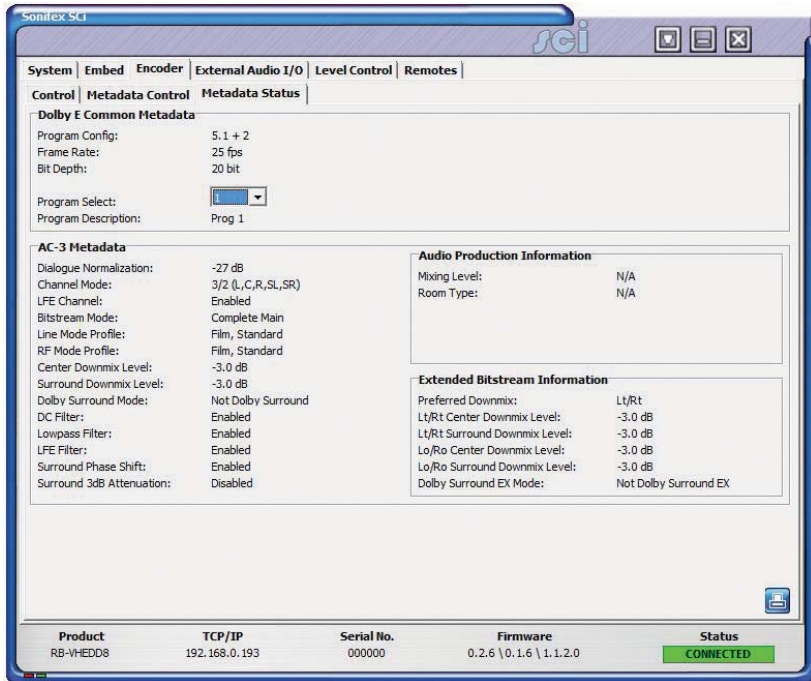 Sonifex SCi
sci
System Embed Encoder External Audio I/O Level Control Remotes
Control Metadata Control Metadata Status
Dolby E Common Metadata
Program Config: 5.1 + 2
Frame Rate: 25 fps
Bit Depth: 20 bit
Program Select: 1
Program Description: Prog 1
AC-3 Metadata
Dialogue Normalization: -27 dB
Channel Mode: 3/2 (L,C,R,SL,SR)
LFE Channel: Enabled
Bitstream Mode: Complete Main
Line Mode Profile: Film, Standard
RF Mode Profile: Film, Standard
Center Downmix Level: -3.0 dB
Surround Downmix Level: -3.0 dB
Dolby Surround Mode: Not Dolby Surround
DC Filter: Enabled
Lowpass Filter: Enabled
LFE Filter: Enabled
Surround Phase Shift: Enabled
Surround 3dB Attenuation: Disabled
Audio Production Information
Mixing Level: N/A
Room Type: N/A
Extended Bitstream Information
Preferred Downmix: Lt/Rt
Lt/Rt Center Downmix Level: -3.0 dB
Lt/Rt Surround Downmix Level: -3.0 dB
Lo/Ro Center Downmix Level: -3.0 dB
Lo/Ro Surround Downmix Level: -3.0 dB
Dolby Surround EX Mode: Not Dolby Surround EX
Product TCP/IP Serial No. Firmware Status
RB-VHEDD8 192.168.0.193 000000 0.2.6 \ 0.1.6 \ 1.1.2.0 CONNECTED